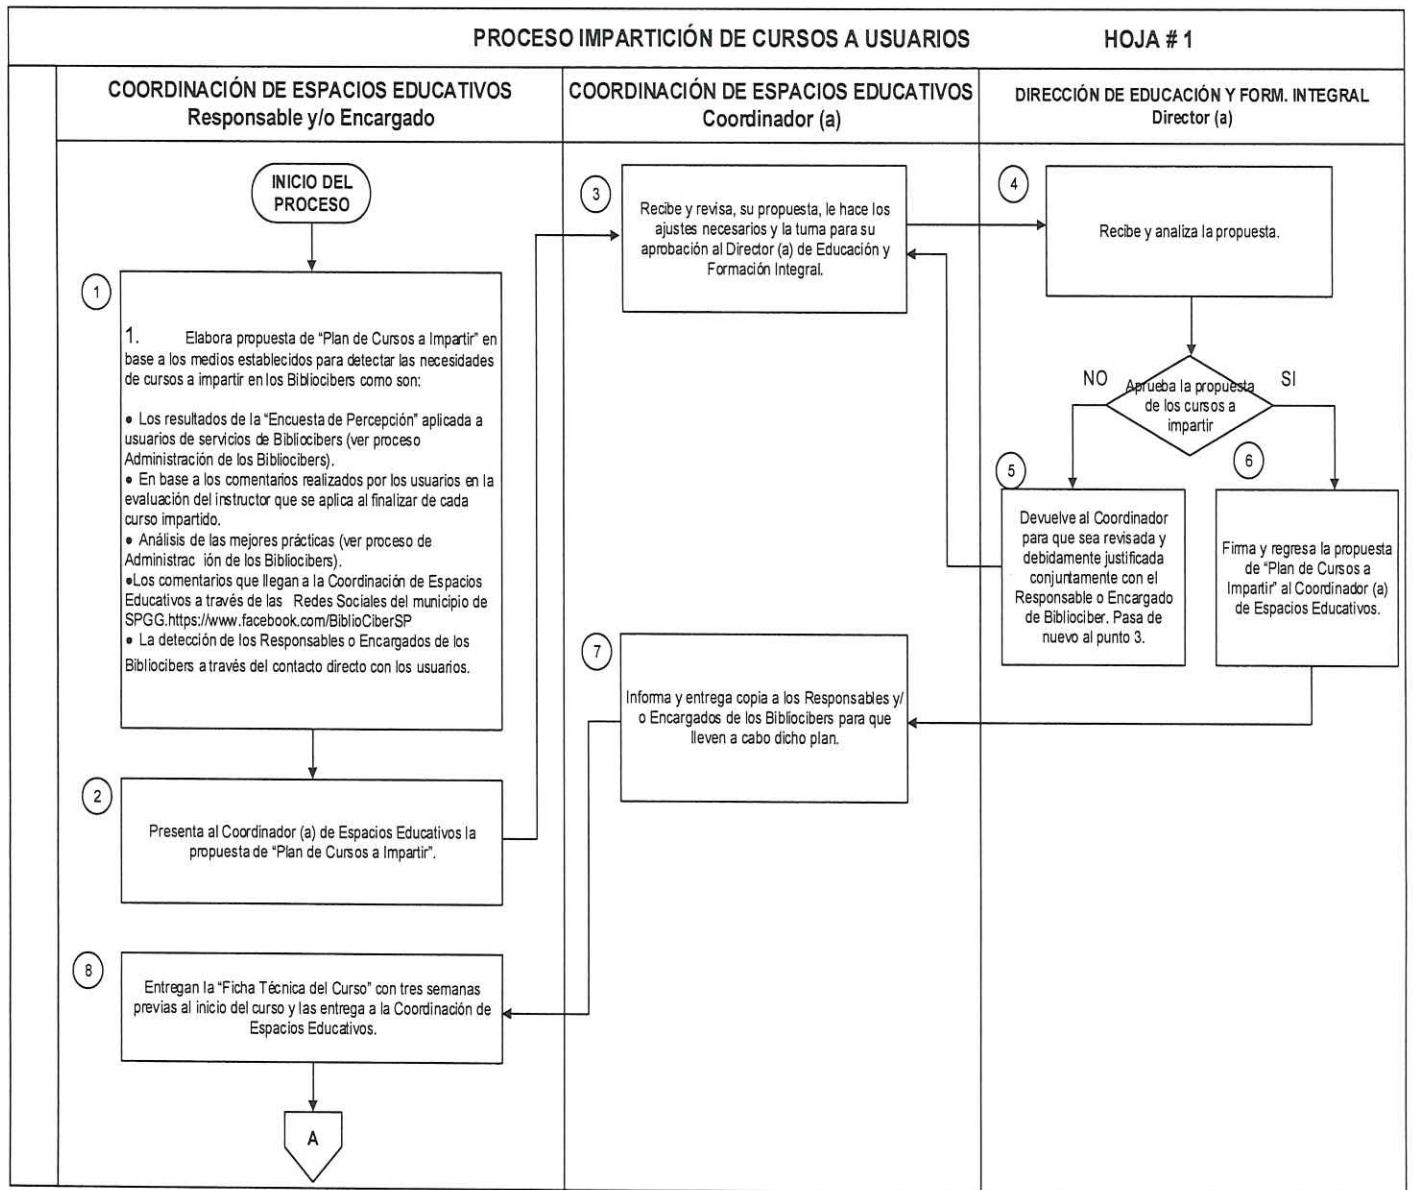 PROCESO IMPARTICIÓN DE CURSOS A USUARIOS HOJA # 1
COORDINACIÓN DE ESPACIOS EDUCATIVOS
Responsable y/o Encargado
COORDINACIÓN DE ESPACIOS EDUCATIVOS
Coordinador (a)
DIRECCIÓN DE EDUCACIÓN Y FORM. INTEGRAL
Director (a)
INICIO DEL
PROCESO
1
1. Elabora propuesta de “Plan de Cursos a Impartir” en
base a los medios establecidos para detectar las necesidades
de cursos a impartir en los Bibliocibers como son:
• Los resultados de la “Encuesta de Percepción” aplicada a
usuarios de servicios de Bibliocibers (ver proceso
Administración de los Bibliocibers).
• En base a los comentarios realizados por los usuarios en la
evaluación del instructor que se aplica al finalizar de cada
curso impartido.
• Análisis de las mejores prácticas (ver proceso de
Administrac ión de los Bibliocibers).
•Los comentarios que llegan a la Coordinación de Espacios
Educativos a través de las Redes Sociales del municipio de
SPGG.https://www.facebook.com/BiblioCiberSP
• La detección de los Responsables o Encargados de los
Bibliocibers a través del contacto directo con los usuarios.
2
Presenta al Coordinador (a) de Espacios Educativos la
propuesta de “Plan de Cursos a Impartir”.
3
Recibe y revisa, su propuesta, le hace los
ajustes necesarios y la turna para su
aprobación al Director (a) de Educación y
Formación Integral.
4
Recibe y analiza la propuesta.
NO
Aprueba la propuesta
de los cursos a
impartir
SI
5
Devuelve al Coordinador
para que sea revisada y
debidamente justificada
conjuntamente con el
Responsable o Encargado
de Biblociber. Pasa de
nuevo al punto 3.
6
Firma y regresa la propuesta
de “Plan de Cursos a
Impartir” al Coordinador (a)
de Espacios Educativos.
7
Informa y entrega copia a los Responsables y/
o Encargados de los Bibliocibers para que
lleven a cabo dicho plan.
8
Entregan la “Ficha Técnica del Curso” con tres semanas
previas al inicio del curso y las entrega a la Coordinación de
Espacios Educativos.
A